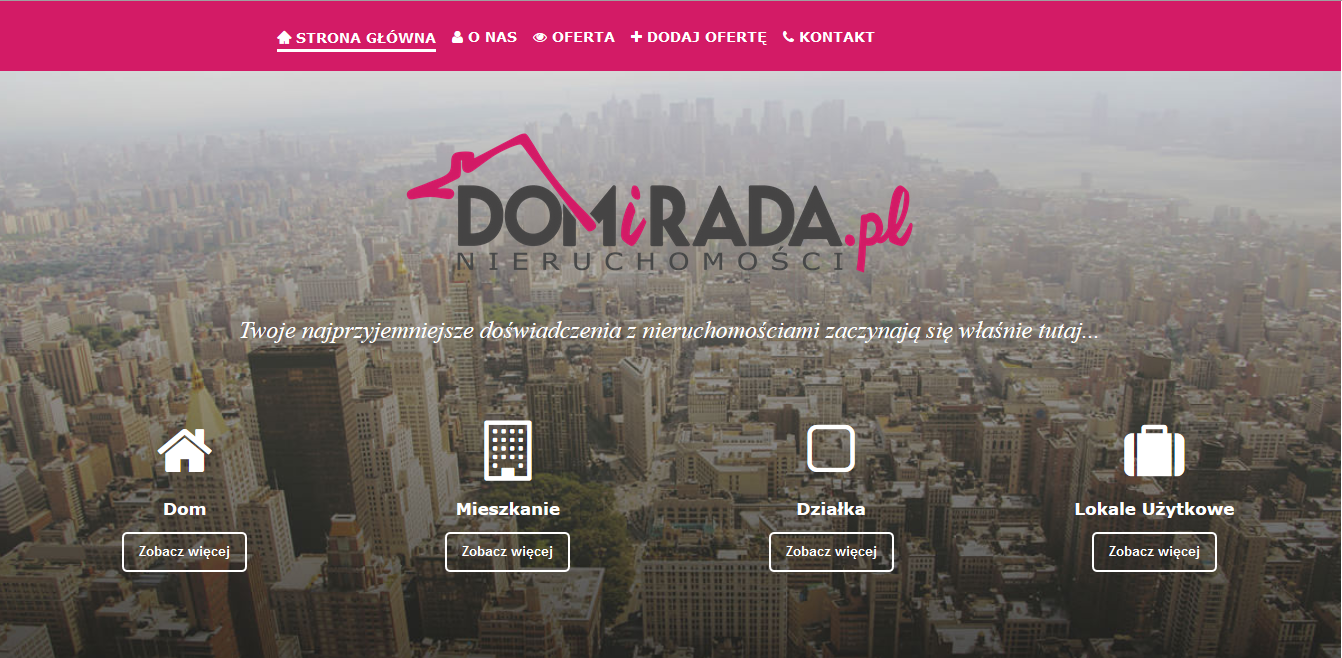 STRONA GŁÓWNA O NAS OFERTA DODAJ OFERTĘ KONTAKT
DOMiRADA.pl
NIERUCHOMOŚCI
Twoje najprzyjemniejsze doświadczenia z nieruchomościami zaczynają się właśnie tutaj...
Dom Mieszkanie Działka Lokale Użytkowe
Zobacz więcej Zobacz więcej Zobacz więcej Zobacz więcej